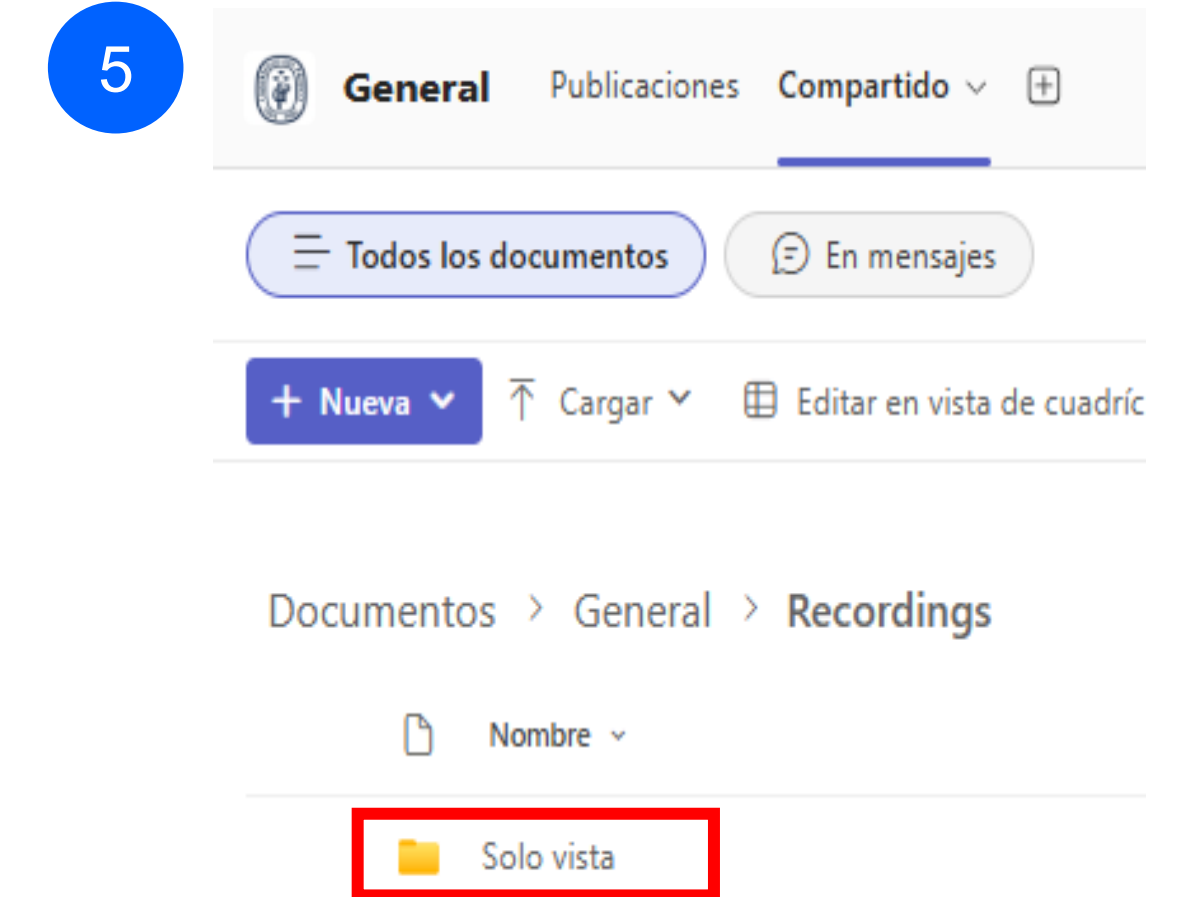 5
General Publicaciones Compartido
Todos los documentos En mensajes
+ Nueva Cargar Editar en vista de cuadríc
Documentos > General > Recordings
Nombre
Solo vista